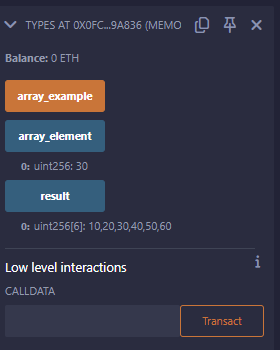 TYPES AT 0X0FC...9A836 (MEMO
Balance: 0 ETH
array_example
array_element
0: uint256: 30
result
0: uint256[6]: 10,20,30,40,50,60
Low level interactions
i
CALLDATA
Transact